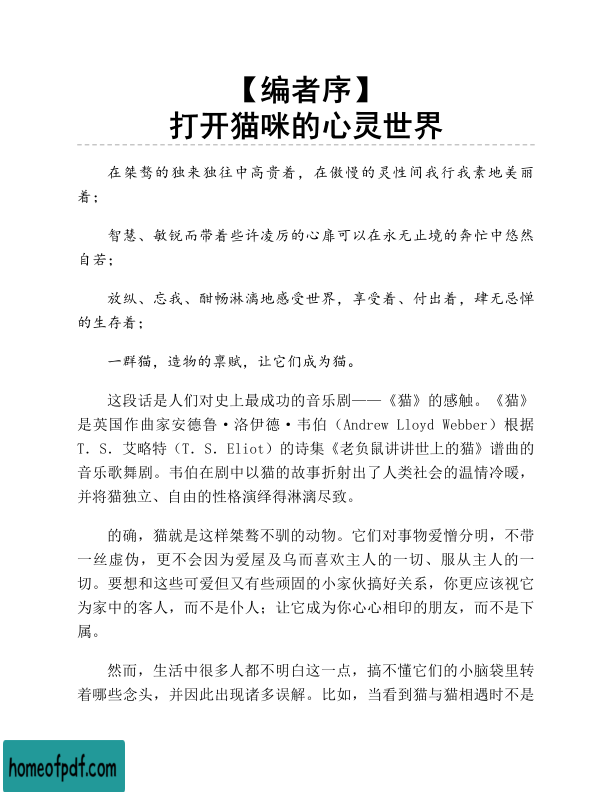 【编者序】
打开猫咪的心灵世界
在桀骜的独来独往中高贵着，在傲慢的灵性间我行我素地美丽
着；
智慧、敏锐而带着些许凌厉的心扉可以在永无止境的奔忙中悠然
自若；
放纵、忘我、酣畅淋漓地感受世界，享受着、付出着，肆无忌惮
的生存着；
一群猫，造物的禀赋，让它们成为猫。
这段话是人们对史上最成功的音乐剧——《猫》的感触。《猫》
是英国作曲家安德鲁·洛伊德·韦伯（Andrew Lloyd Webber）根据
T．S．艾略特（T．S．Eliot）的诗集《老负鼠讲讲世上的猫》谱曲的
音乐歌舞剧。韦伯在剧中以猫的故事折射出了人类社会的温情冷暖，
并将猫独立、自由的性格演绎得淋漓尽致。
的确，猫就是这样桀骜不驯的动物。它们对事物爱憎分明，不带
一丝虚伪，更不会因为爱屋及乌而喜欢主人的一切、服从主人的一
切。要想和这些可爱但又有些顽固的小家伙搞好关系，你更应该视它
为家中的客人，而不是仆人；让它成为你心心相印的朋友，而不是下
属。
然而，生活中很多人都不明白这一点，搞不懂它们的小脑袋里转
着哪些念头，并因此出现诸多误解。比如，当看到猫与猫相遇时不是
homeofpdf.com